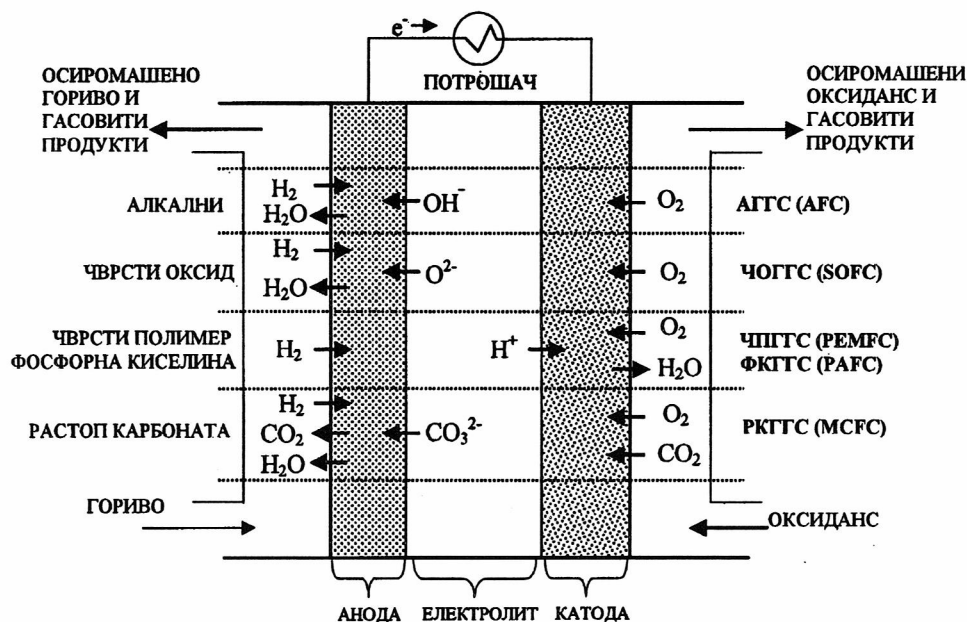 e⁻
ПОТРОШАЧ
ОСИРОМАШЕНО
ГОРИВО И
ГАСОВИТИ
ПРОДУКТИ
ОСИРОМАШЕНИ
ОКСИДАНС И
ГАСОВИТИ
ПРОДУКТИ
АЛКАЛНИ
H₂
H₂O
OH⁻
O₂
АГГС (AFC)
ЧВРСТИ ОКСИД
H₂
H₂O
O²⁻
O₂
ЧОГГС (SOFC)
ЧВРСТИ ПОЛИМЕР
ФОСФОРНА КИСЕЛИНА
H₂
H⁺
O₂
H₂O
ЧПГГС (PEMFC)
ФКГГС (PAFC)
РАСТОП КАРБОНАТА
H₂
CO₂
H₂O
CO₃²⁻
O₂
CO₂
РКГГС (MCFC)
ГОРИВО
ОКСИДАНС
АНОДА
ЕЛЕКТРОЛИТ
КАТОДА